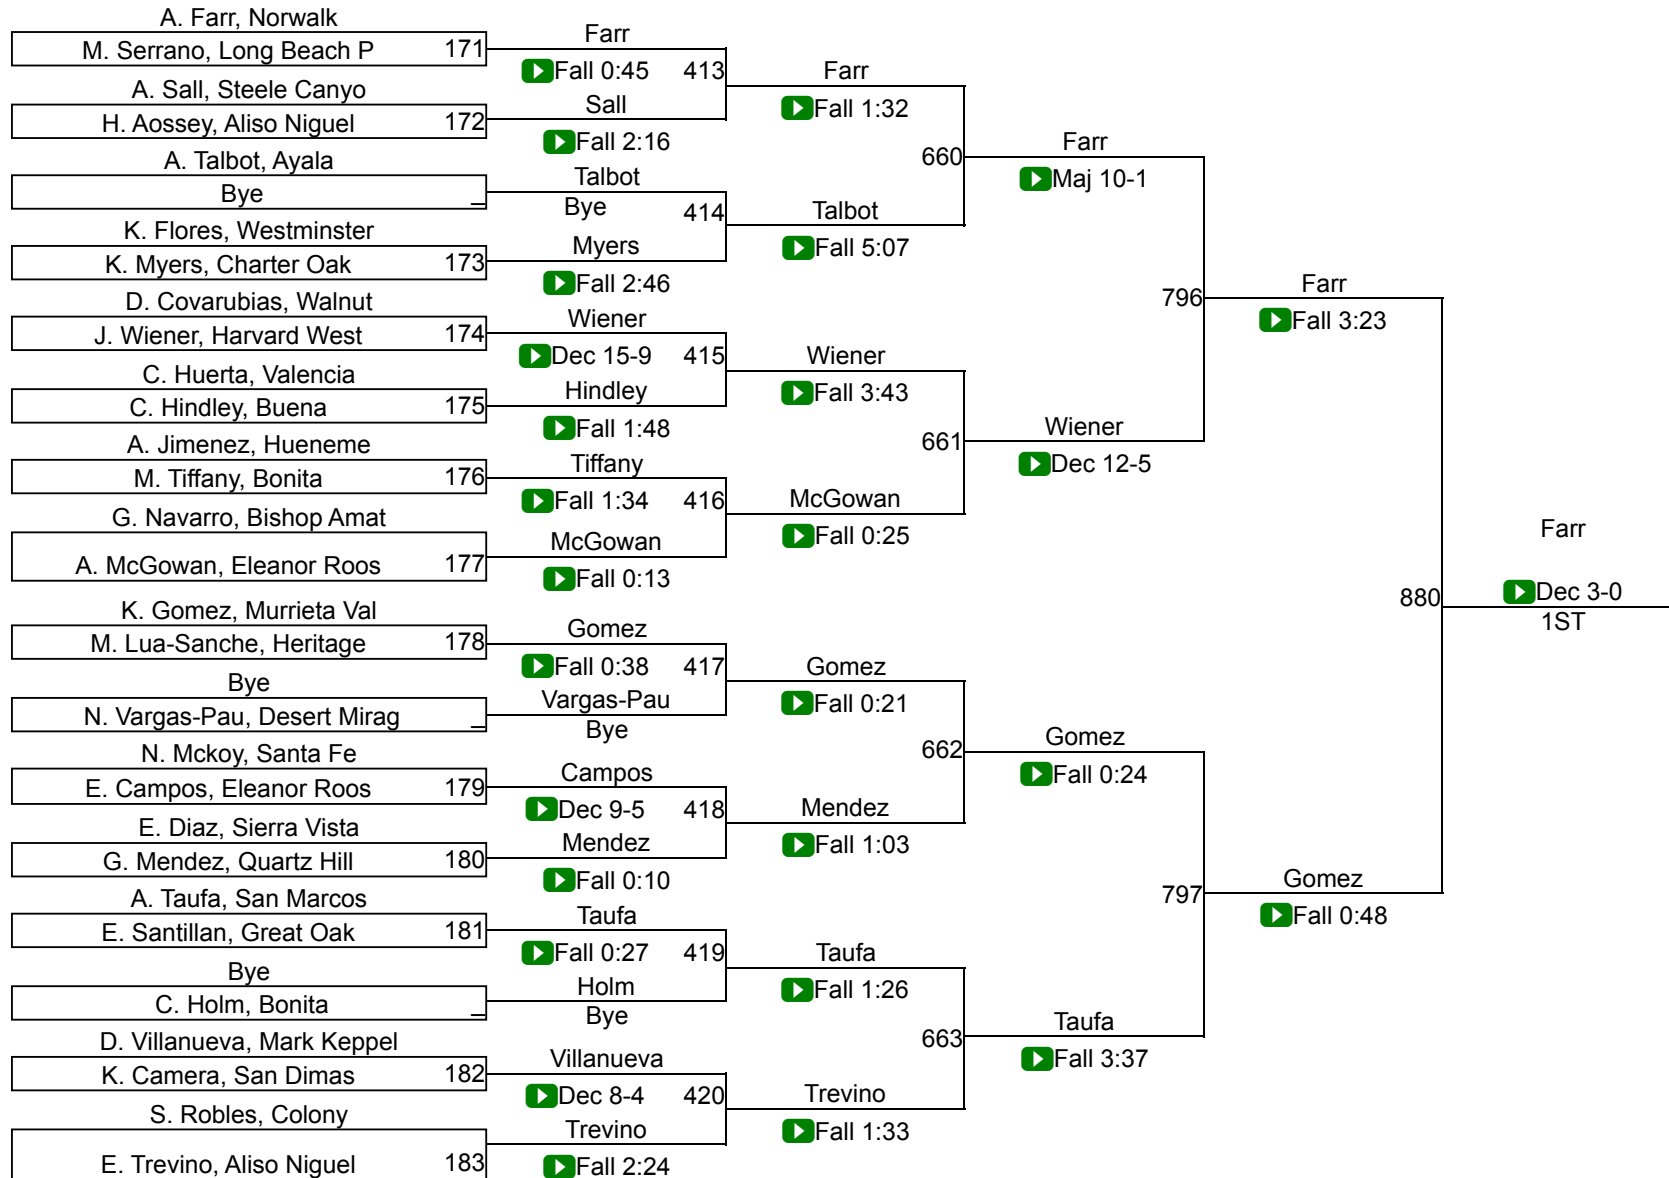 A. Farr, Norwalk
M. Serrano, Long Beach P 171
A. Sall, Steele Canyo
H. Aossey, Aliso Niguel 172
A. Talbot, Ayala
Bye _
K. Flores, Westminster
K. Myers, Charter Oak 173
D. Covarubias, Walnut
J. Wiener, Harvard West 174
C. Huerta, Valencia
C. Hindley, Buena 175
A. Jimenez, Hueneme
M. Tiffany, Bonita 176
G. Navarro, Bishop Amat
A. McGowan, Eleanor Roos 177
K. Gomez, Murrieta Val
M. Lua-Sanche, Heritage 178
Bye
N. Vargas-Pau, Desert Mirag _
N. Mckoy, Santa Fe
E. Campos, Eleanor Roos 179
E. Diaz, Sierra Vista
G. Mendez, Quartz Hill 180
A. Taufa, San Marcos
E. Santillan, Great Oak 181
Bye
C. Holm, Bonita _
D. Villanueva, Mark Keppel
K. Camera, San Dimas 182
S. Robles, Colony
E. Trevino, Aliso Niguel 183
Farr
Fall 0:45 413
Sall
Fall 2:16
Talbot
Bye 414
Myers
Fall 2:46
Wiener
Dec 15-9 415
Hindley
Fall 1:48
Tiffany
Fall 1:34 416
McGowan
Fall 0:13
Gomez
Fall 0:38 417
Vargas-Pau
Bye
Campos
Dec 9-5 418
Mendez
Fall 0:10
Taufa
Fall 0:27 419
Holm
Bye
Villanueva
Dec 8-4 420
Trevino
Fall 2:24
Farr
Fall 1:32
660
Talbot
Fall 5:07
Wiener
Fall 3:43
661
McGowan
Fall 0:25
Gomez
Fall 0:21
662
Mendez
Fall 1:03
Taufa
Fall 1:26
663
Trevino
Fall 1:33
Farr
Maj 10-1
796
Wiener
Dec 12-5
Gomez
Fall 0:24
797
Taufa
Fall 3:37
Farr
Fall 3:23
880
Gomez
Fall 0:48
Farr
Dec 3-0
1ST